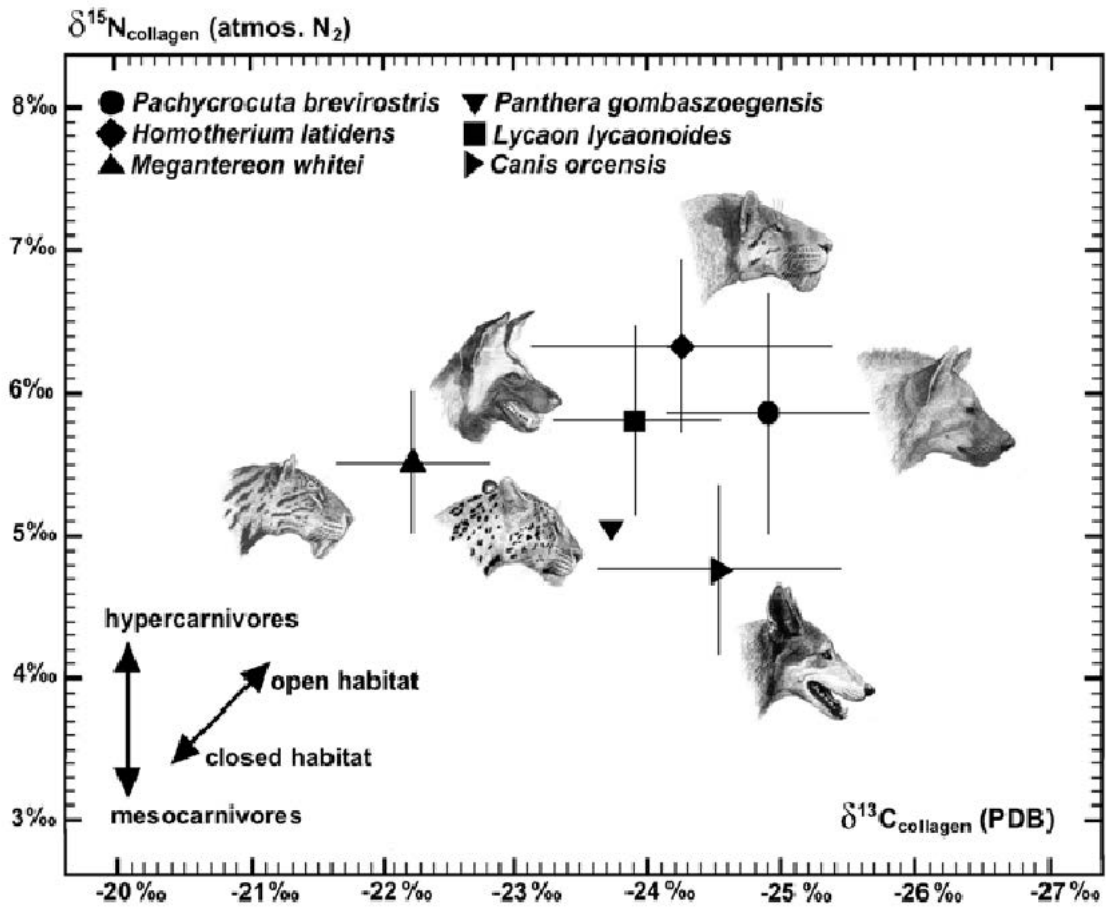 δ¹⁵Ncollagen (atmos. N₂)
8‰
Pachycrocuta brevirostris
Panthera gombaszoegensis
Homotherium latidens
Lycaon lycaonoides
Megantereon whitei
Canis orcensis
7‰
6‰
5‰
hypercarnivores
4‰
open habitat
closed habitat
3‰
mesocarnivores
δ¹³Ccollagen (PDB)
-20‰ -21‰ -22‰ -23‰ -24‰ -25‰ -26‰ -27‰